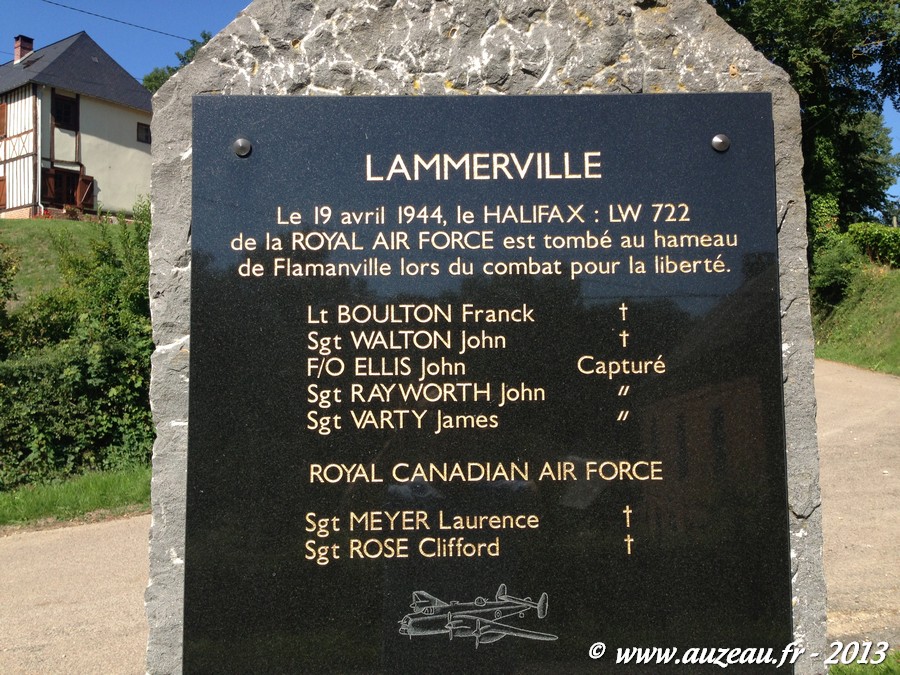 LAMMERVILLE
Le 19 avril 1944, le HALIFAX : LW 722
de la ROYAL AIR FORCE est tombé au hameau
de Flamanville lors du combat pour la liberté.
Lt BOULTON Franck †
Sgt WALTON John †
F/O ELLIS John Capturé
Sgt RAYWORTH John "
Sgt VARTY James "
ROYAL CANADIAN AIR FORCE
Sgt MEYER Laurence †
Sgt ROSE Clifford †
© www.auzeau.fr - 2013